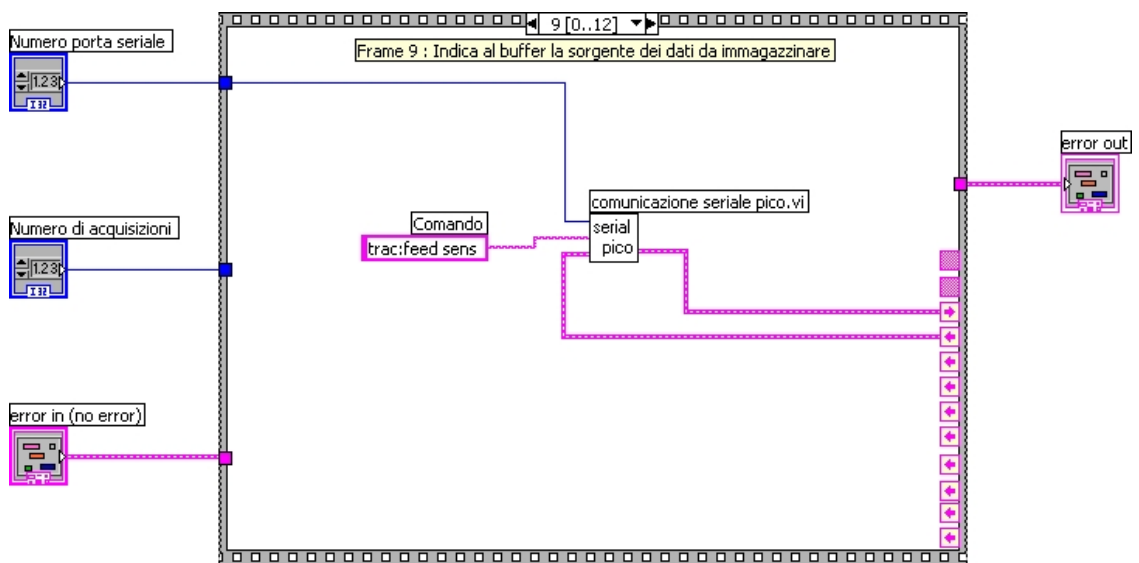 9 [0..12]
Numero porta seriale
Frame 9 : Indica al buffer la sorgente dei dati da immagazzinare
1.23
I32
error out
comunicazione seriale pico.vi
Numero di acquisizioni
Comando
serial
trac:feed sens
pico
1.23
I32
error in (no error)